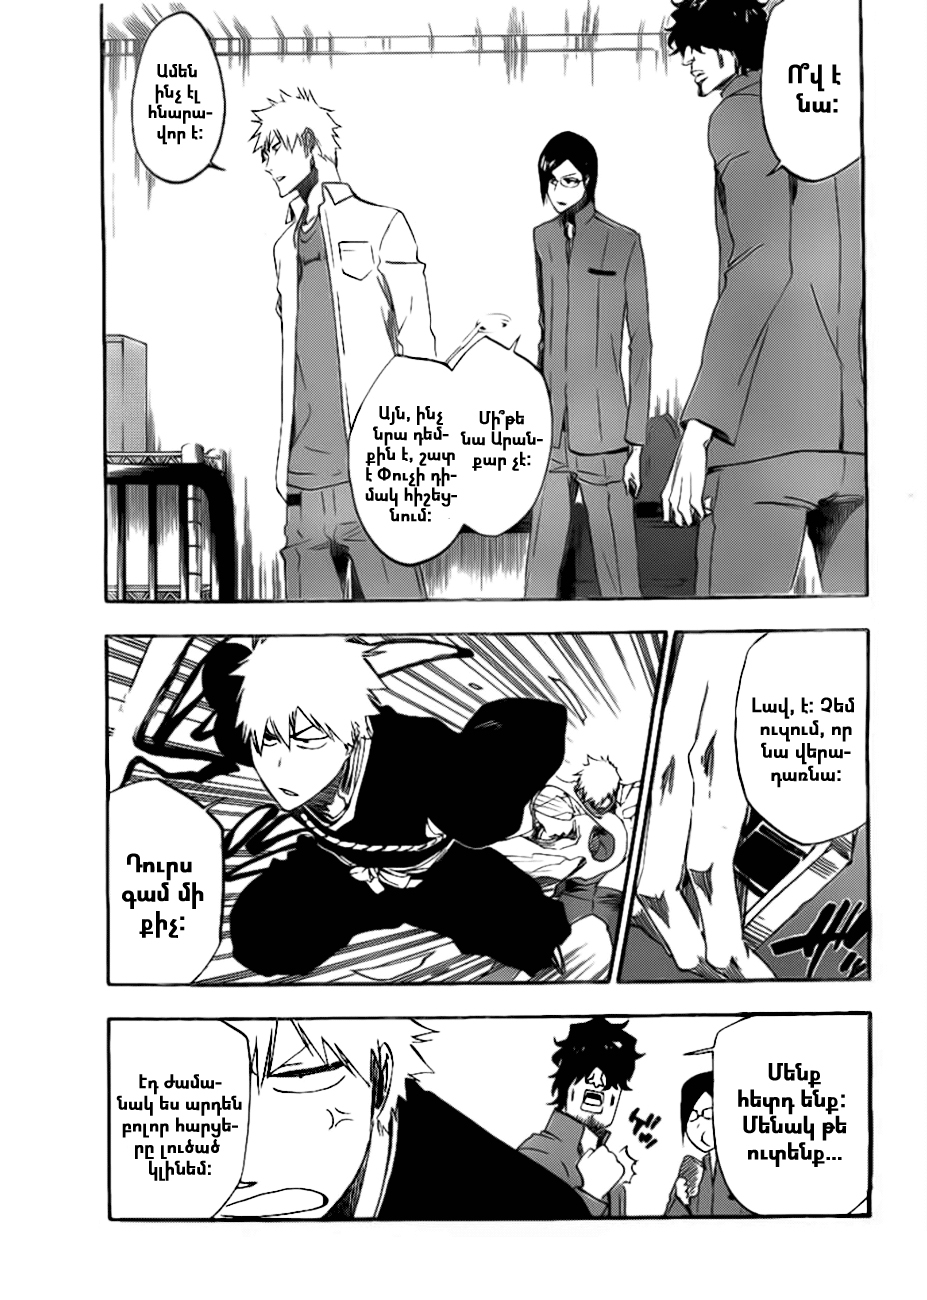 Ո՞վ է
նա:
Ամեն
ինչ էլ
հնարա-
վոր է:
Մի՞թե
նա Արան-
քար չէ:
Այն, ինչ
նրա դեմ-
քին է, շատ
է Փուչի դի-
մակ հիշեց-
նում:
Լավ, է: Չեմ
ուզում, որ
նա վերա-
դառնա:
Դուրս
գամ մի
քիչ:
Մենք
հետդ ենք:
Մենակ թե
ուտենք...
Էդ ժամա-
նակ ես արդեն
բոլոր հարցե-
րը լուծած
կլինեմ: